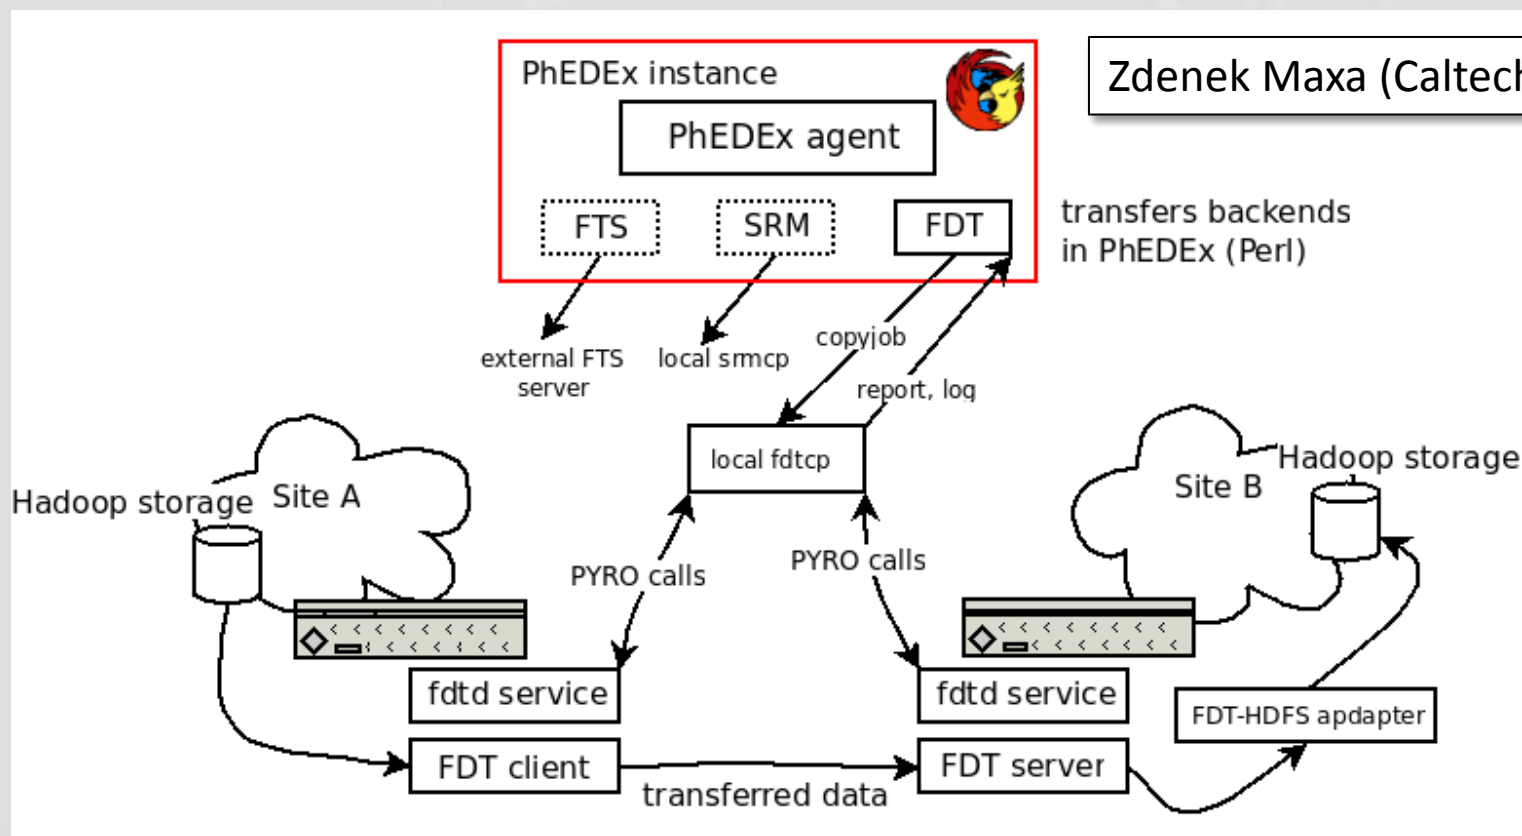 PhEDEx instance
Zdenek Maxa (Caltech
PhEDEx agent
FTS
SRM
FDT
transfers backends
in PhEDEx (Perl)
copyjob
external FTS
server
local srmcp
report, log
local fdtcp
Hadoop storage
Site A
Hadoop storage
Site B
PYRO calls
PYRO calls
fdtd service
fdtd service
FDT-HDFS apdapter
FDT client
FDT server
transferred data